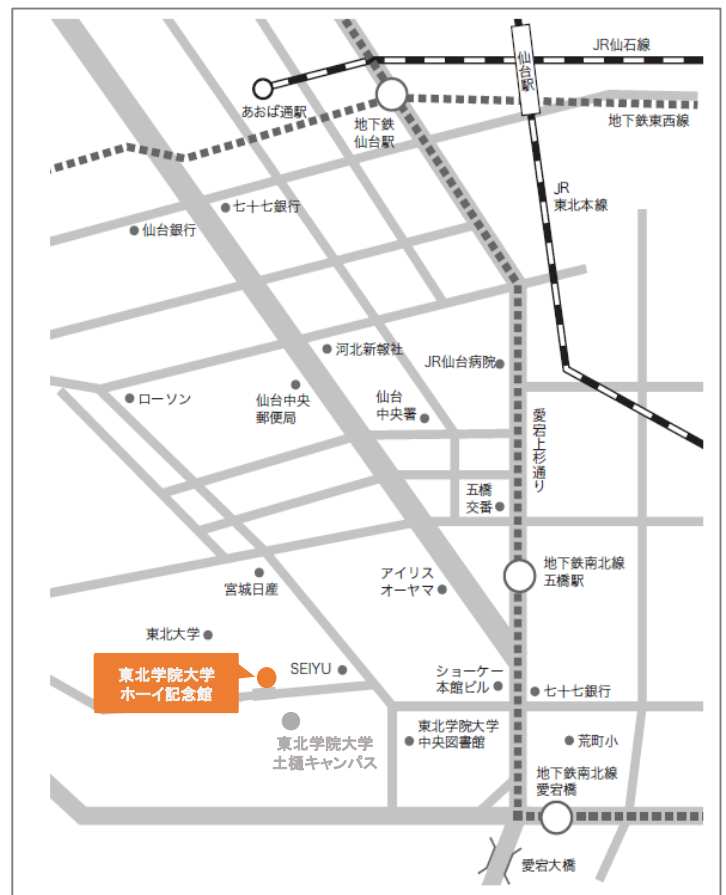 JR仙石線
仙台駅
あおば通駅
地下鉄
仙台駅
地下鉄東西線
JR
東北本線
七十七銀行
仙台銀行
河北新報社
JR仙台病院
ローソン
仙台中央
郵便局
仙台
中央署
愛宕上杉通り
五橋
交番
地下鉄南北線
五橋駅
宮城日産
アイリス
オーヤマ
東北大学
東北学院大学
ホーイ記念館
SEIYU
ショーケー
本館ビル
七十七銀行
東北学院大学
土樋キャンパス
東北学院大学
中央図書館
荒町小
地下鉄南北線
愛宕橋
愛宕大橋